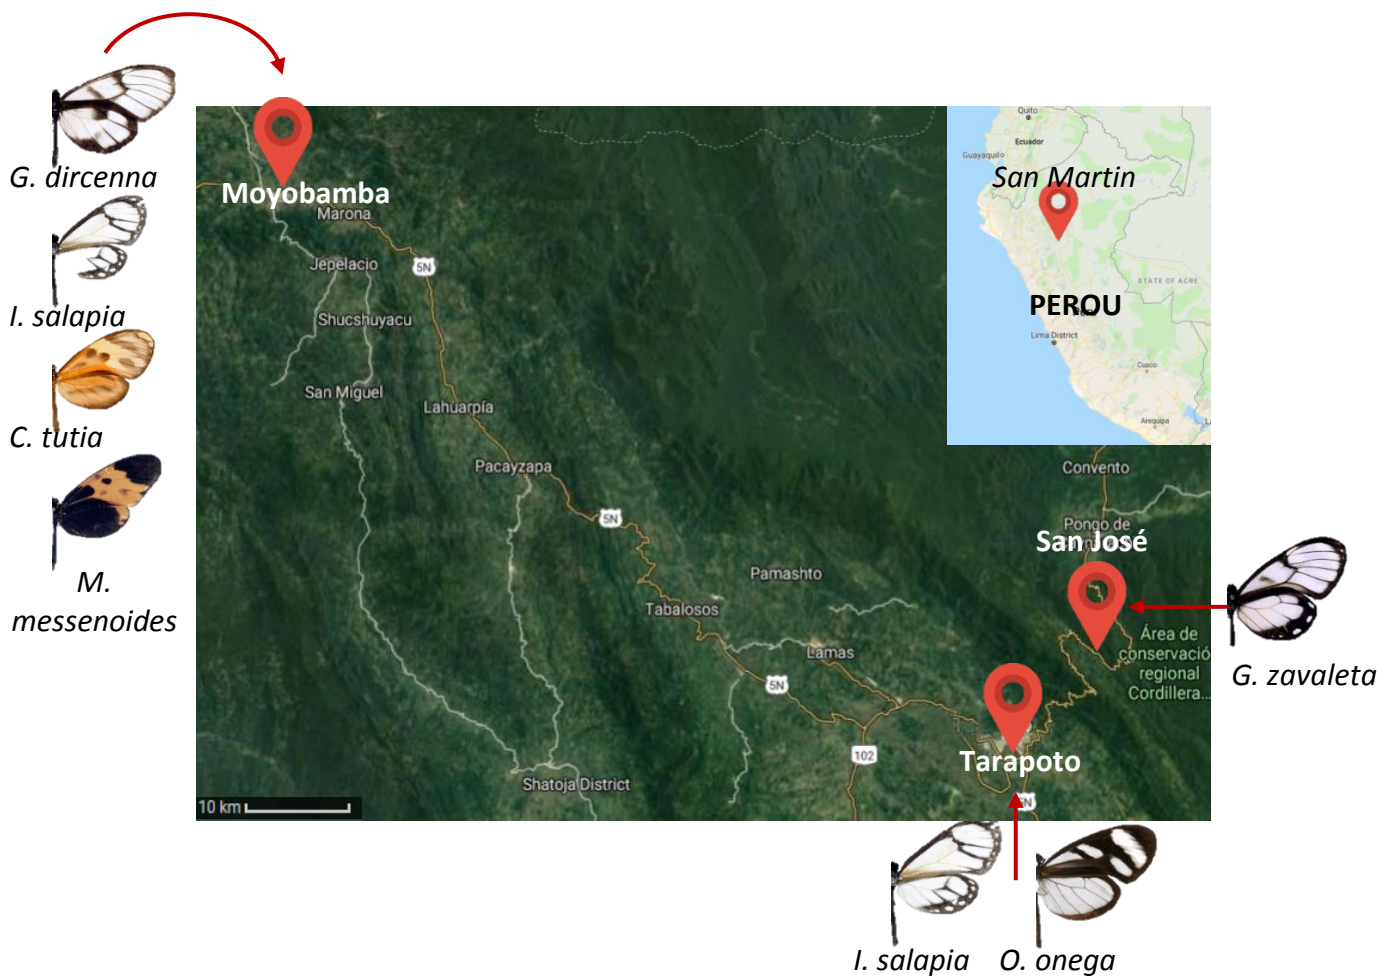 G. dircenna
I. salapia
C. tutia
M.
messenoides
Moyobamba
Marona
Jepelacio
5N
Shucshuyacu
San Miguel
Lahuarpía
Pacayzapa
5N
Pamashto
Tabalosos
Lamas
5N
102
Shatoja District
10 km
Quito
Ecuador
Guayaquil
San Martin
STATE OF ACRE
PEROU
Lima District
Cusco
Arequipa
La
Convento
Pongo de
San José
Área de
conservació
regional
Cordillera...
G. zavaleta
Tarapoto
5N
I. salapia
O. onega